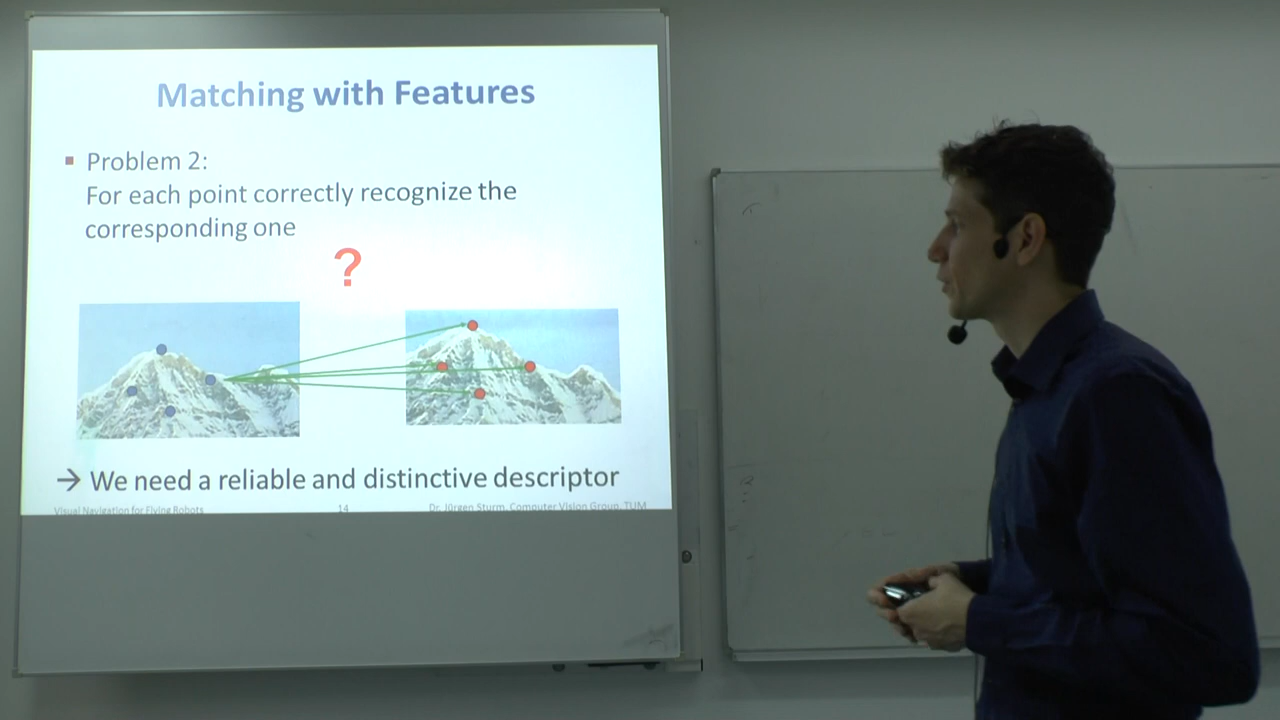 Matching with Features
Problem 2:
For each point correctly recognize the
corresponding one
?
→ We need a reliable and distinctive descriptor
Visual Navigation for Flying Robots
14
Dr. Jürgen Sturm, Computer Vision Group, TUM